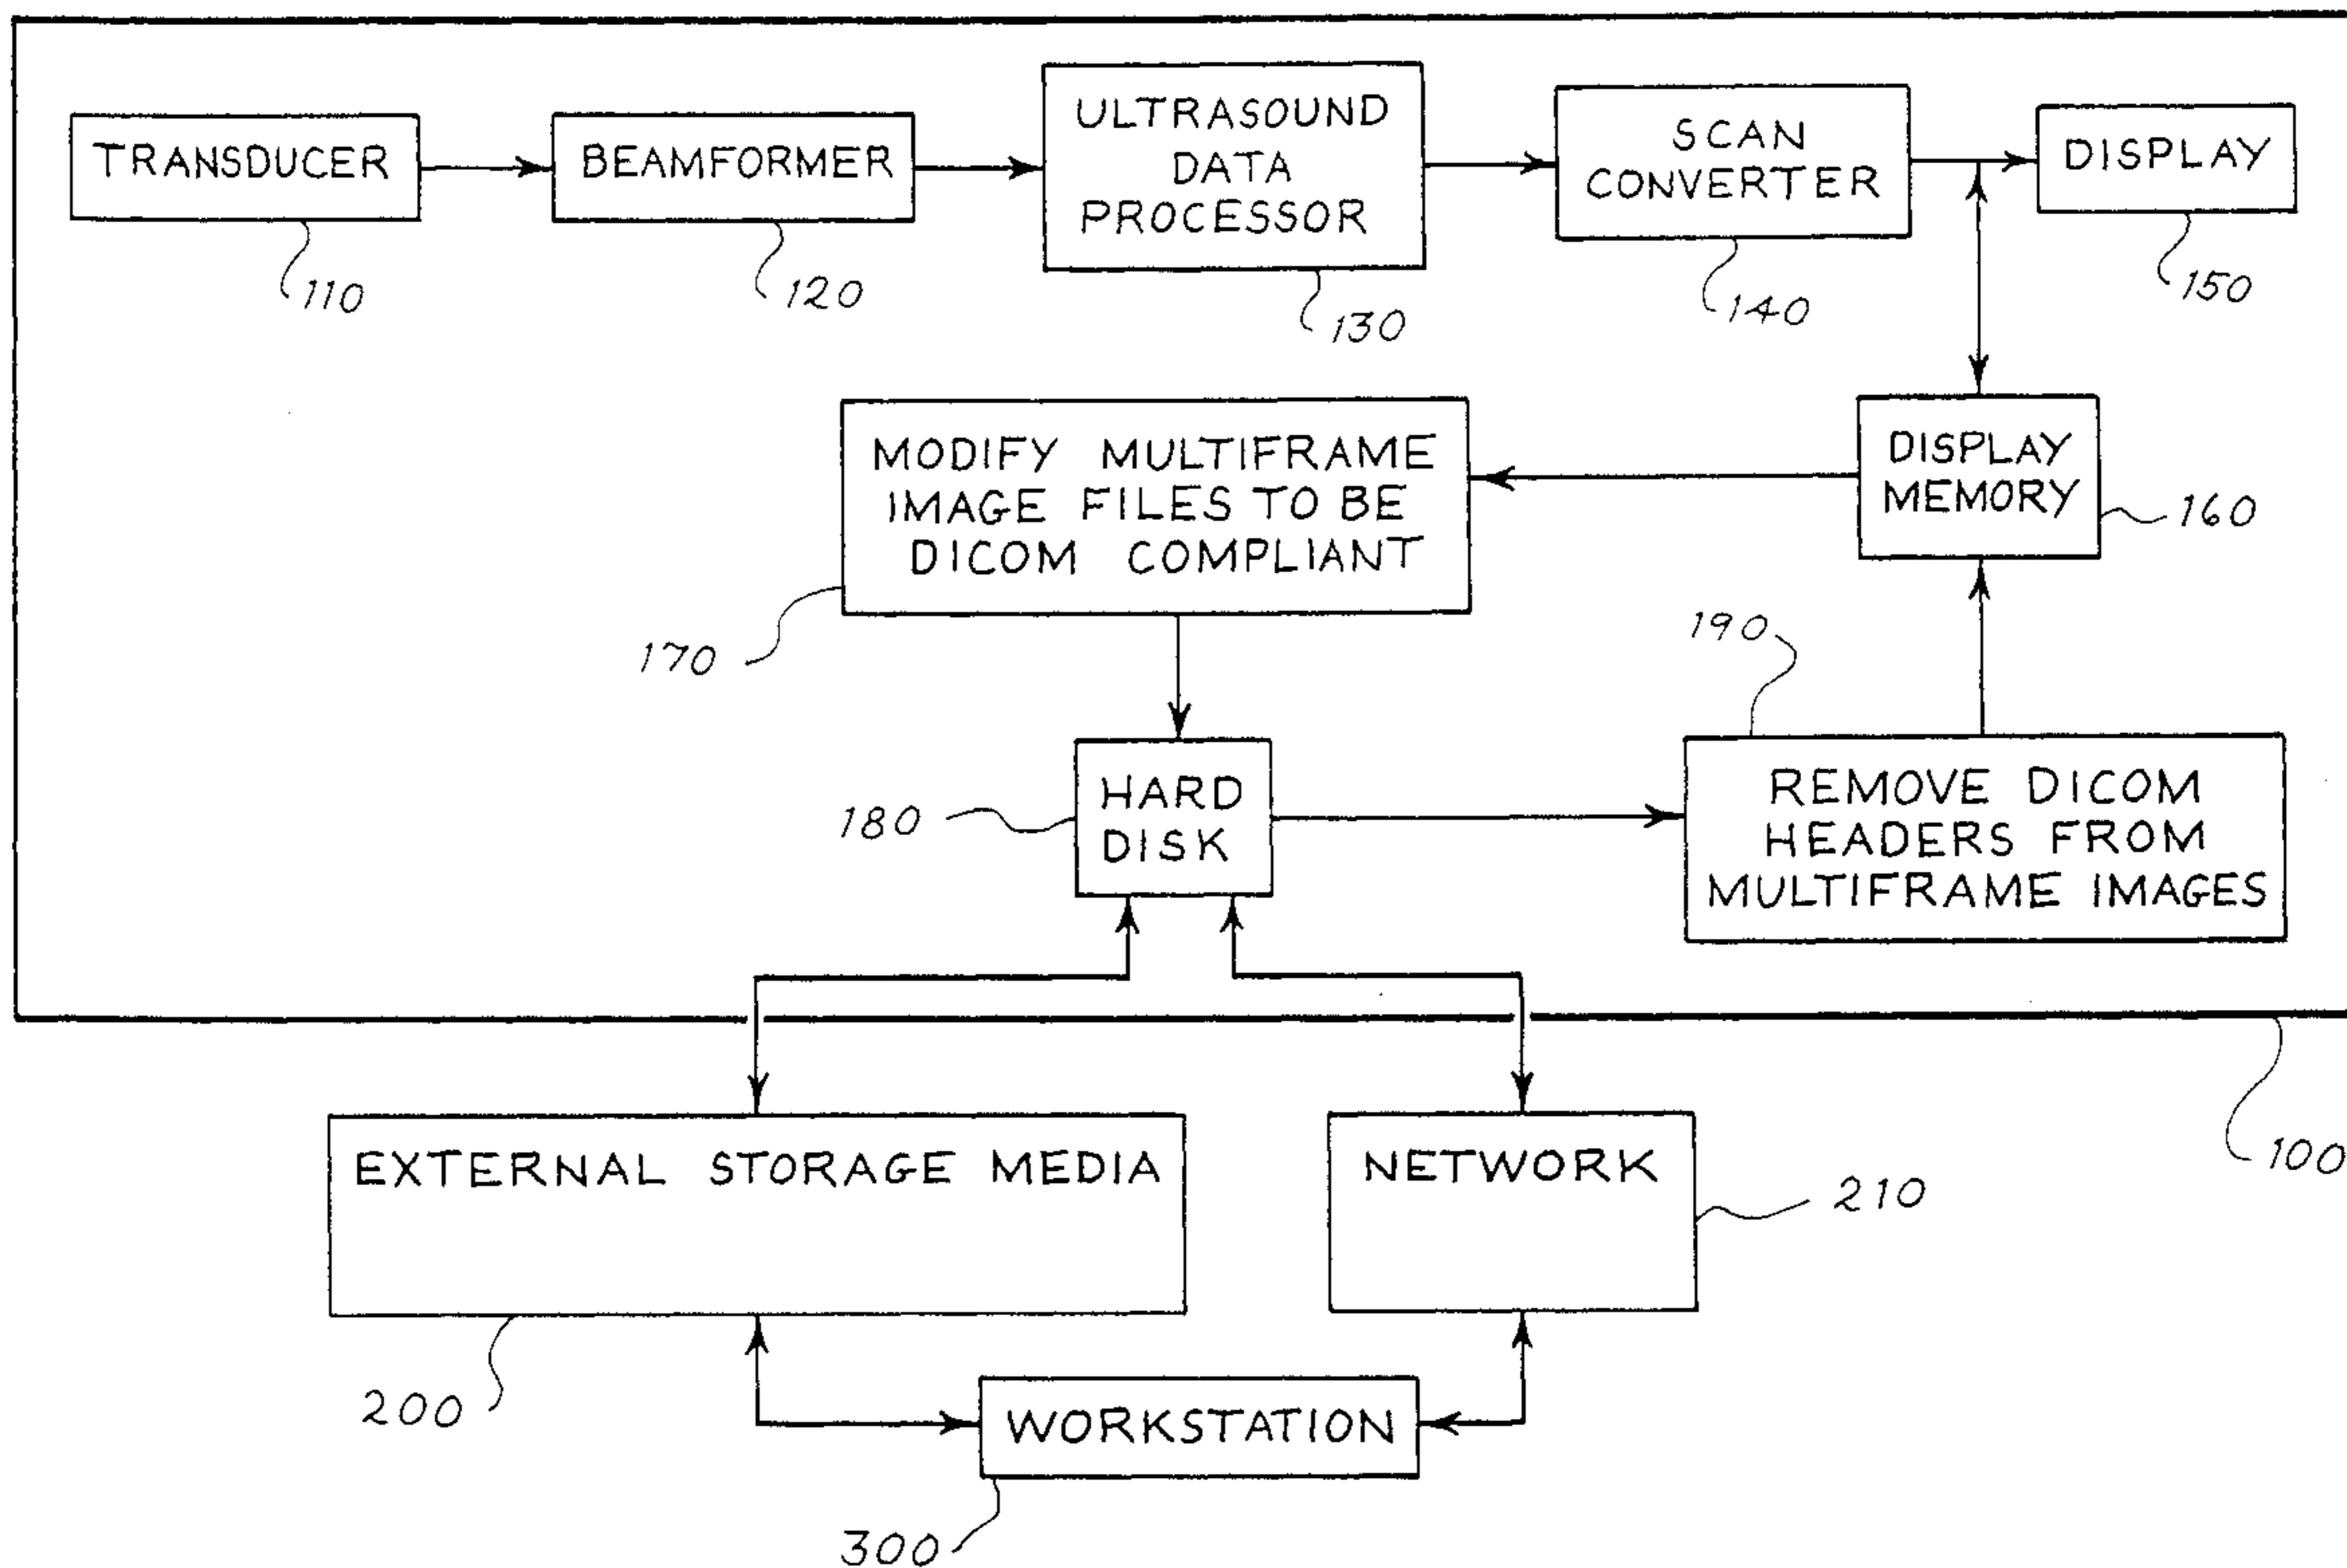 TRANSDUCER
110
BEAMFORMER
120
ULTRASOUND
DATA
PROCESSOR
130
SCAN
CONVERTER
140
DISPLAY
150
MODIFY MULTIFRAME
IMAGE FILES TO BE
DICOM COMPLIANT
170
DISPLAY
MEMORY
160
190
HARD
DISK
180
REMOVE DICOM
HEADERS FROM
MULTIFRAME IMAGES
100
EXTERNAL STORAGE MEDIA
200
NETWORK
210
WORKSTATION
300